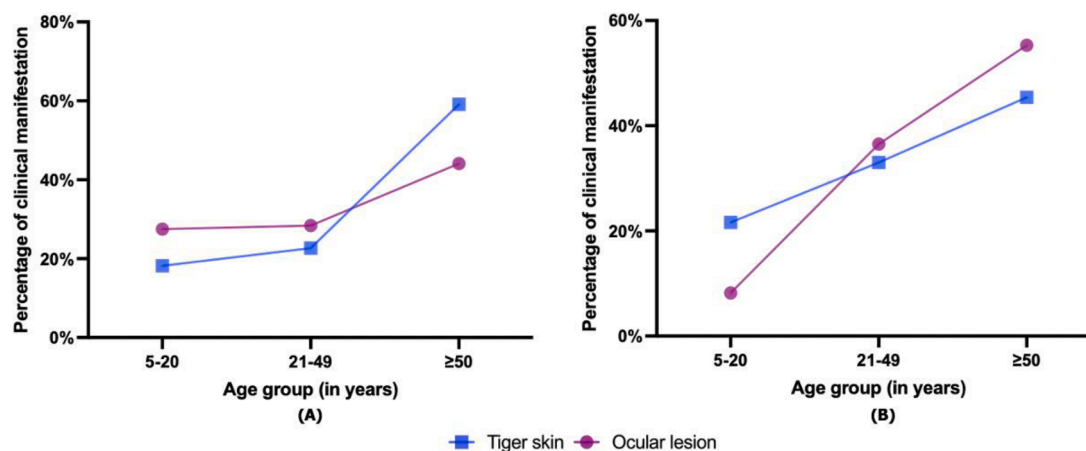 Percentage of clinical manifestation
80%
60%
40%
20%
0%
5-20 21-49 ≥50
Age group (in years)
(A)
Percentage of clinical manifestation
60%
40%
20%
0%
5-20 21-49 ≥50
Age group (in years)
(B)
Tiger skin Ocular lesion